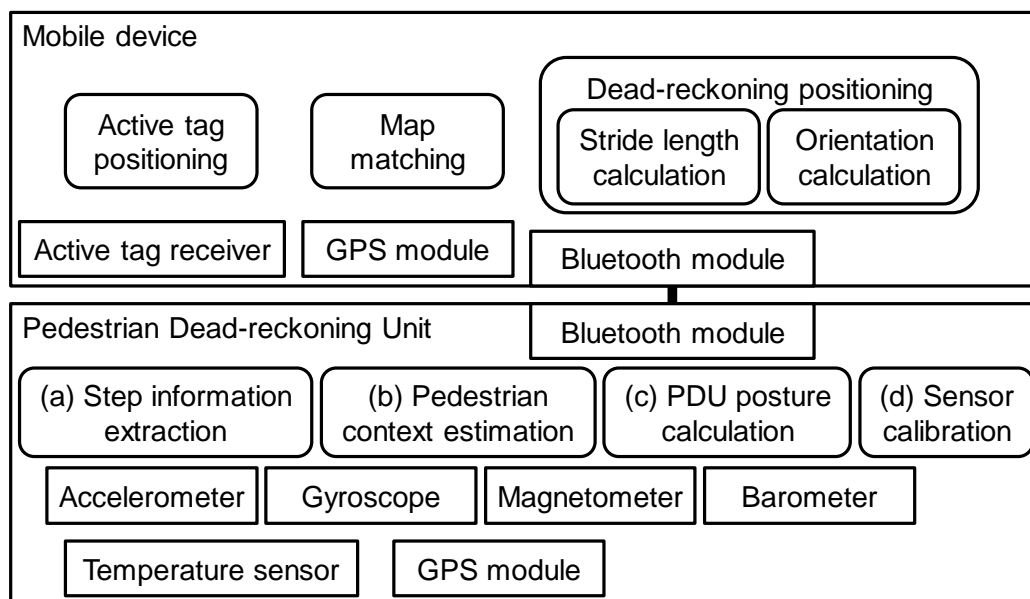 Mobile device
Active tag
positioning
Map
matching
Dead-reckoning positioning
Stride length
calculation
Orientation
calculation
Active tag receiver
GPS module
Bluetooth module
Pedestrian Dead-reckoning Unit
Bluetooth module
(a) Step information
extraction
(b) Pedestrian
context estimation
(c) PDU posture
calculation
(d) Sensor
calibration
Accelerometer
Gyroscope
Magnetometer
Barometer
Temperature sensor
GPS module